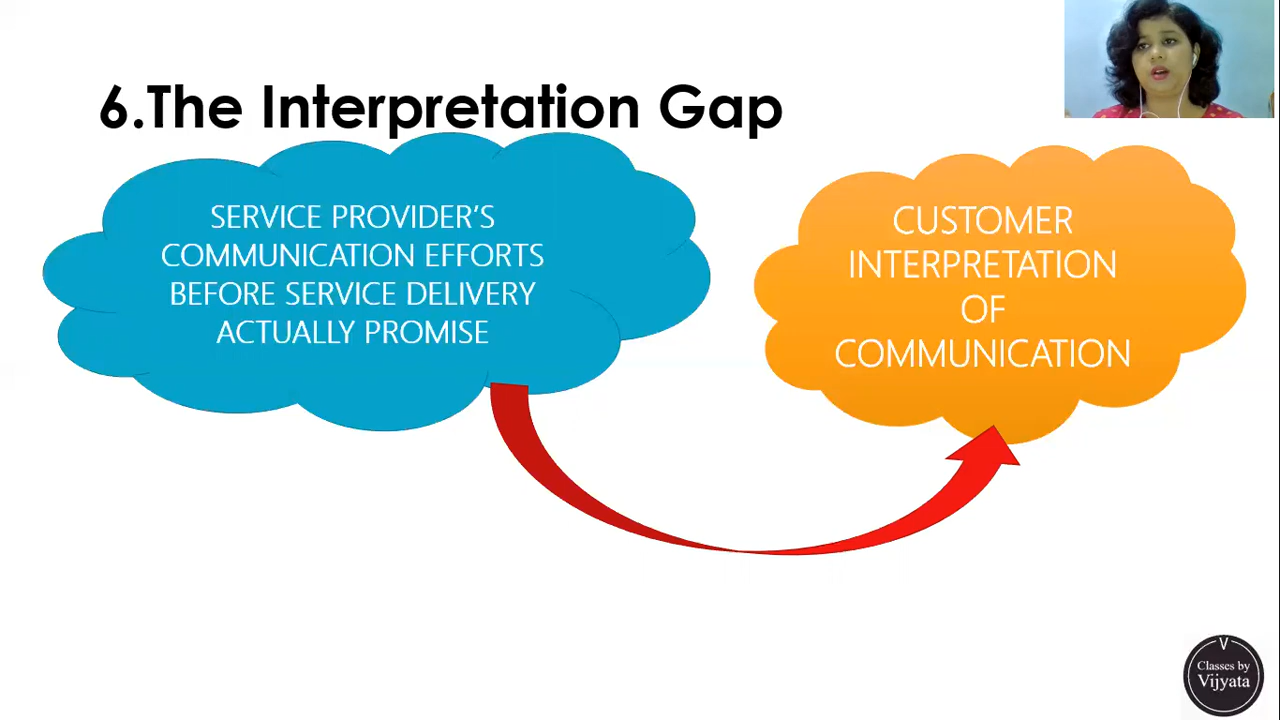 6.The Interpretation Gap
SERVICE PROVIDER'S
COMMUNICATION EFFORTS
BEFORE SERVICE DELIVERY
ACTUALLY PROMISE
CUSTOMER
INTERPRETATION
OF
COMMUNICATION
V
Classes by
Vijyata